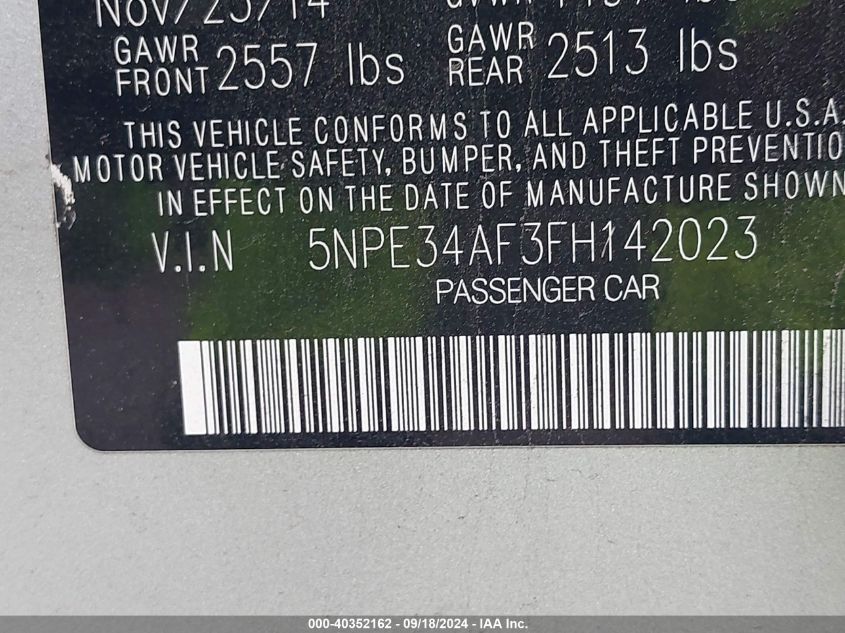 GAWR FRONT 2557 lbs GAWR REAR 2513 lbs
THIS VEHICLE CONFORMS TO ALL APPLICABLE U.S.A.
MOTOR VEHICLE SAFETY, BUMPER, AND THEFT PREVENTIO
IN EFFECT ON THE DATE OF MANUFACTURE SHOWN
V.I.N 5NPE34AF3FH142023
PASSENGER CAR
000-40352162 - 09/18/2024 - IAA Inc.